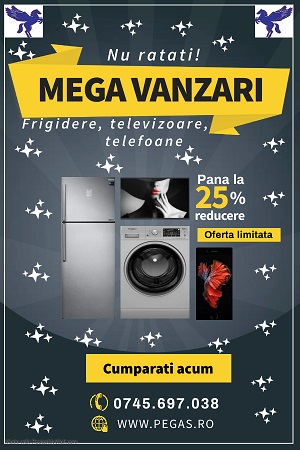 Nu ratati!
MEGA VANZARI
Frigidere, televizoare,
telefoane
Pana la
25%
reducere
Oferta limitata
Cumparati acum
0745.697.038
WWW.PEGAS.RO